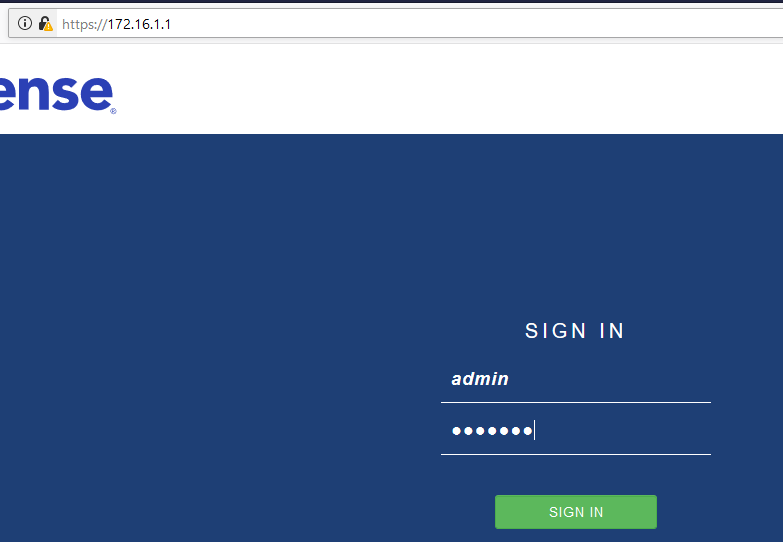 https://172.16.1.1
ense®
SIGN IN
admin
•••••••
SIGN IN